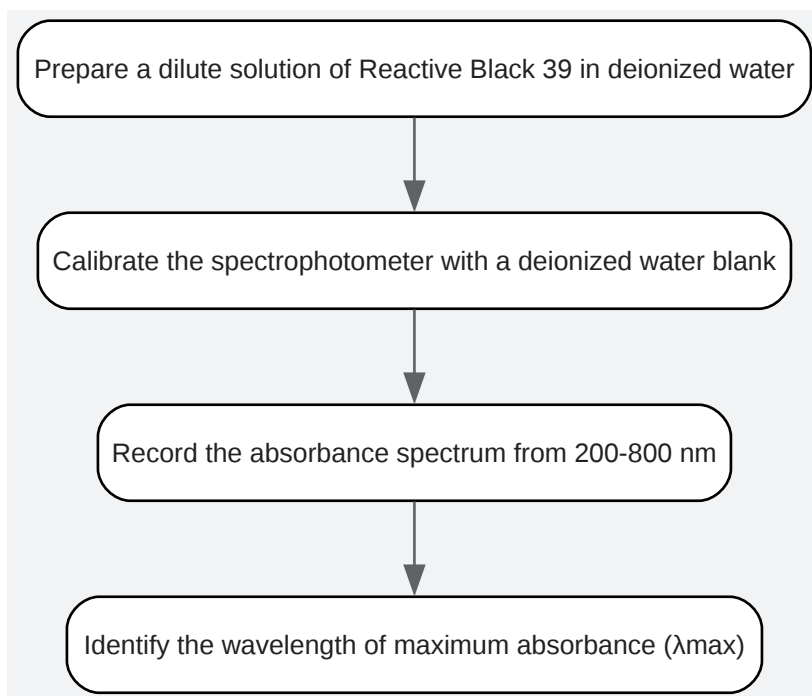 Prepare a dilute solution of Reactive Black 39 in deionized water
Calibrate the spectrophotometer with a deionized water blank
Record the absorbance spectrum from 200-800 nm
Identify the wavelength of maximum absorbance (λmax)